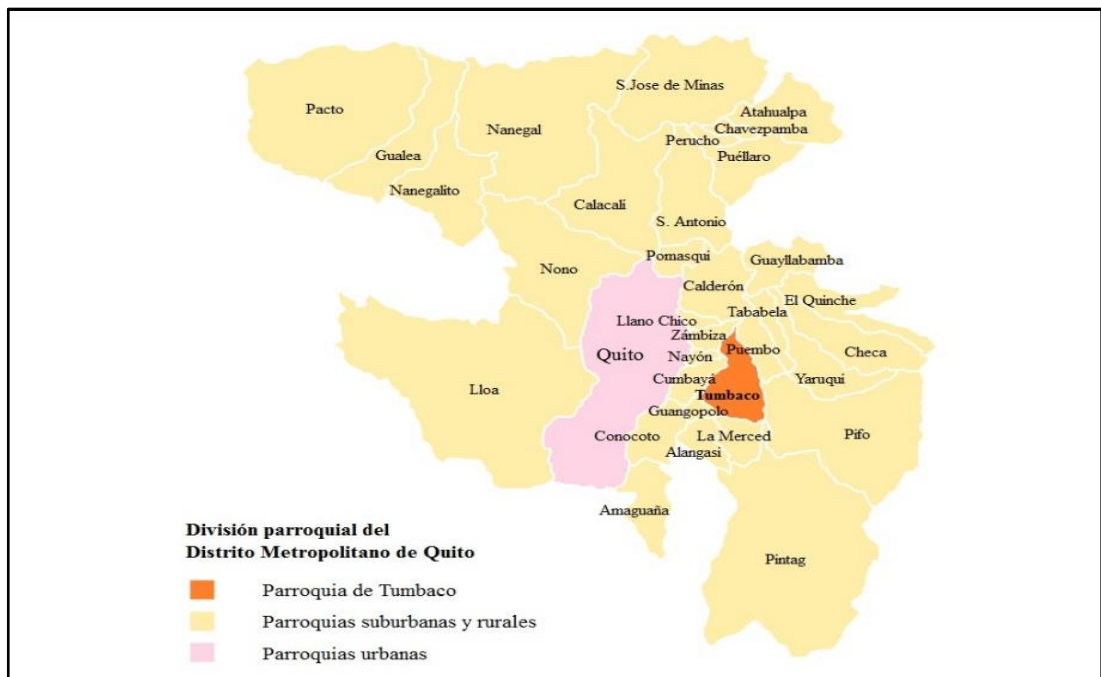 S.Jose de Minas
Pacto
Atahualpa
Nanegal
Chavezpamba
Perucho
Gualea
Puéllaro
Nanegalito
Calacalí
S. Antonio
Pomasqui
Guayllabamba
Nono
Calderón
El Quinche
Tababela
Llano Chico
Zámbiza
Puembo
Checa
Quito
Nayón
Yaruqui
Cumbayá
Lloa
Tumbaco
Guangopolo
Conocoto
La Merced
Pifo
Alangasi
Amaguaña
Pintag
División parroquial del
Distrito Metropolitano de Quito
Parroquia de Tumbaco
Parroquias suburbanas y rurales
Parroquias urbanas